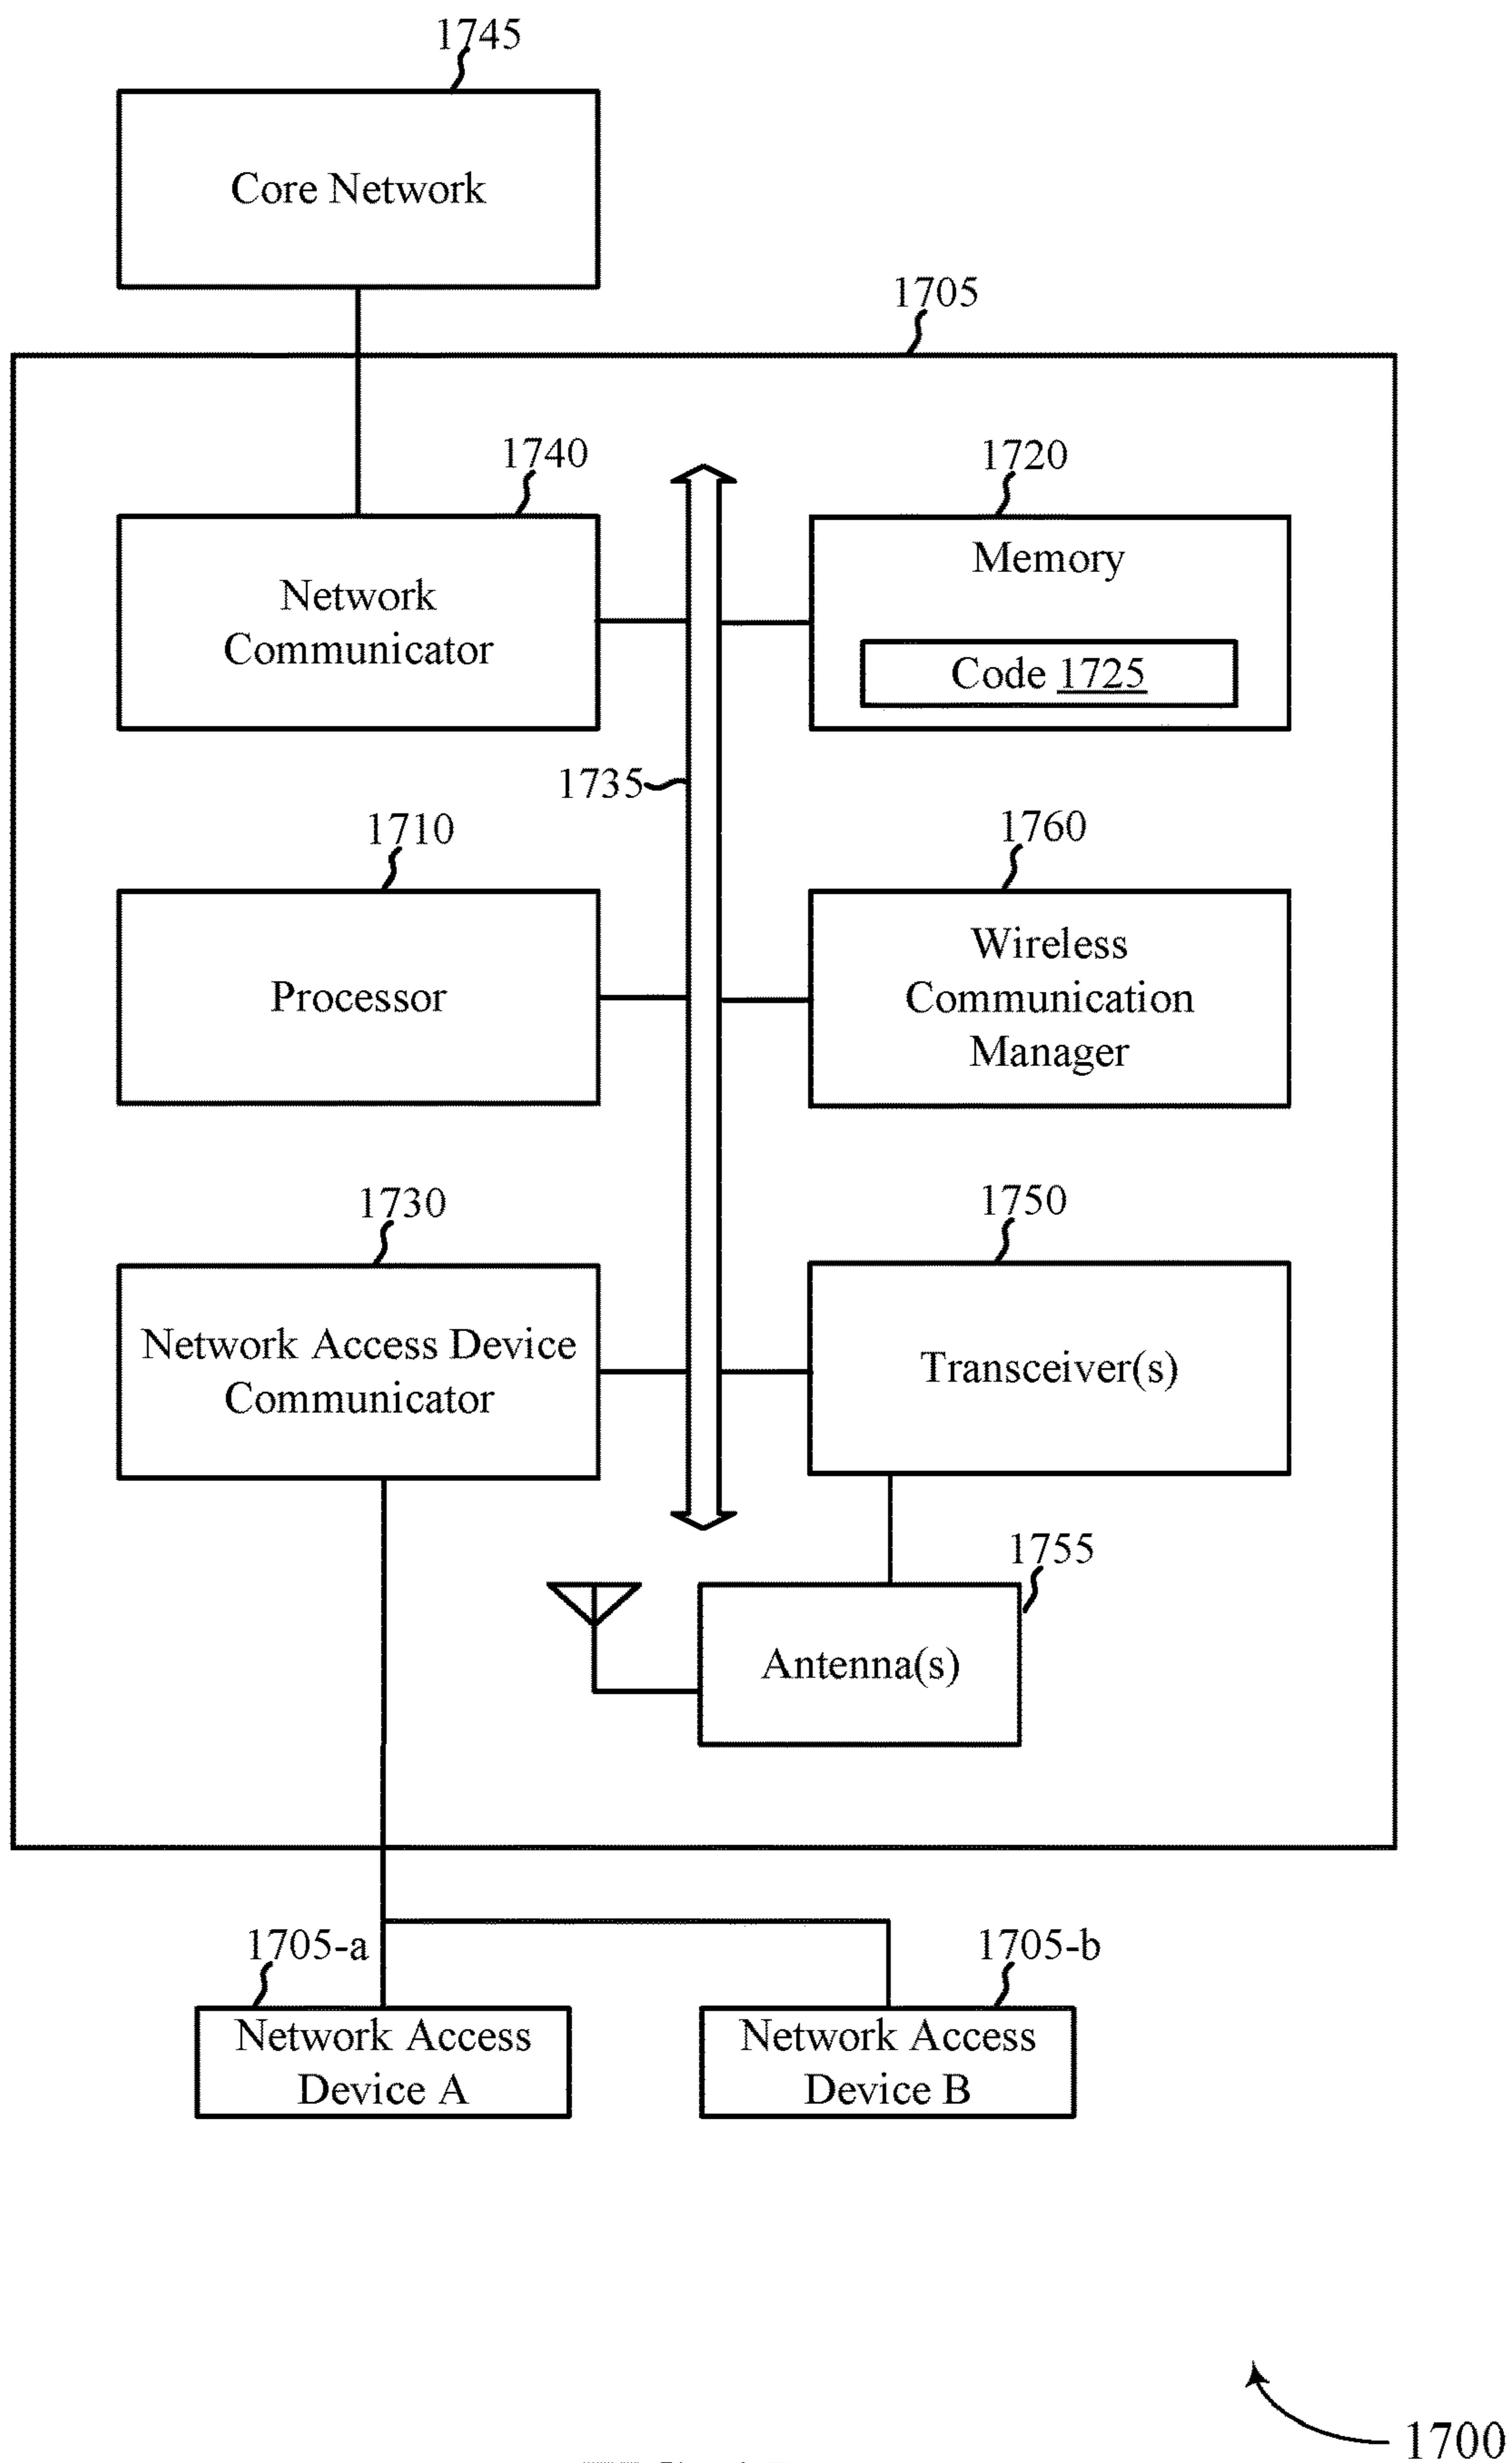 1745
Core Network
1705
1740
1720
Network
Communicator
Memory
Code 1725
1735
1710
1760
Processor
Wireless
Communication
Manager
1730
1750
Network Access Device
Communicator
Transceiver(s)
1755
Antenna(s)
1705-a
1705-b
Network Access
Device A
Network Access
Device B
1700